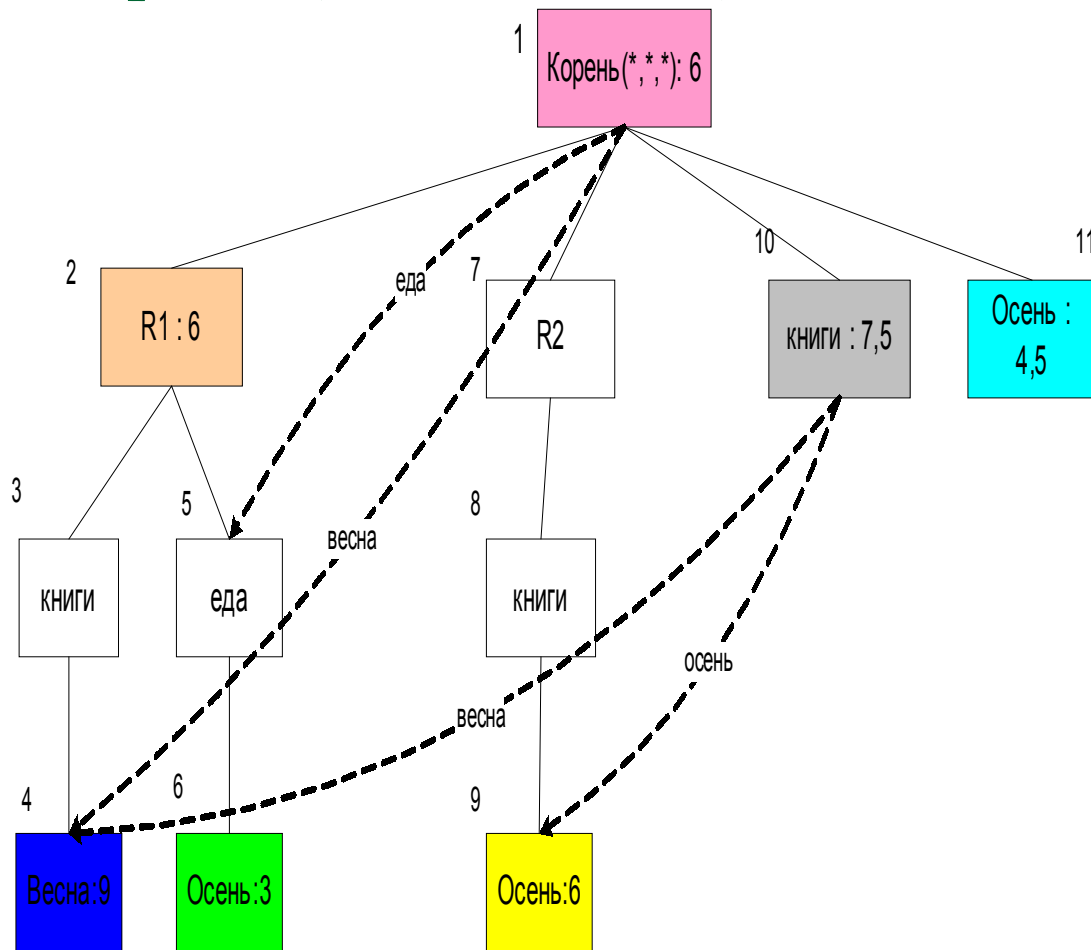 1
Корень(*,*,*): 6
2
R1 : 6
еда
7
R2
10
книги : 7,5
11
Осень :
4,5
3
книги
5
еда
весна
8
книги
осень
весна
4
Весна:9
6
Осень:3
9
Осень:6